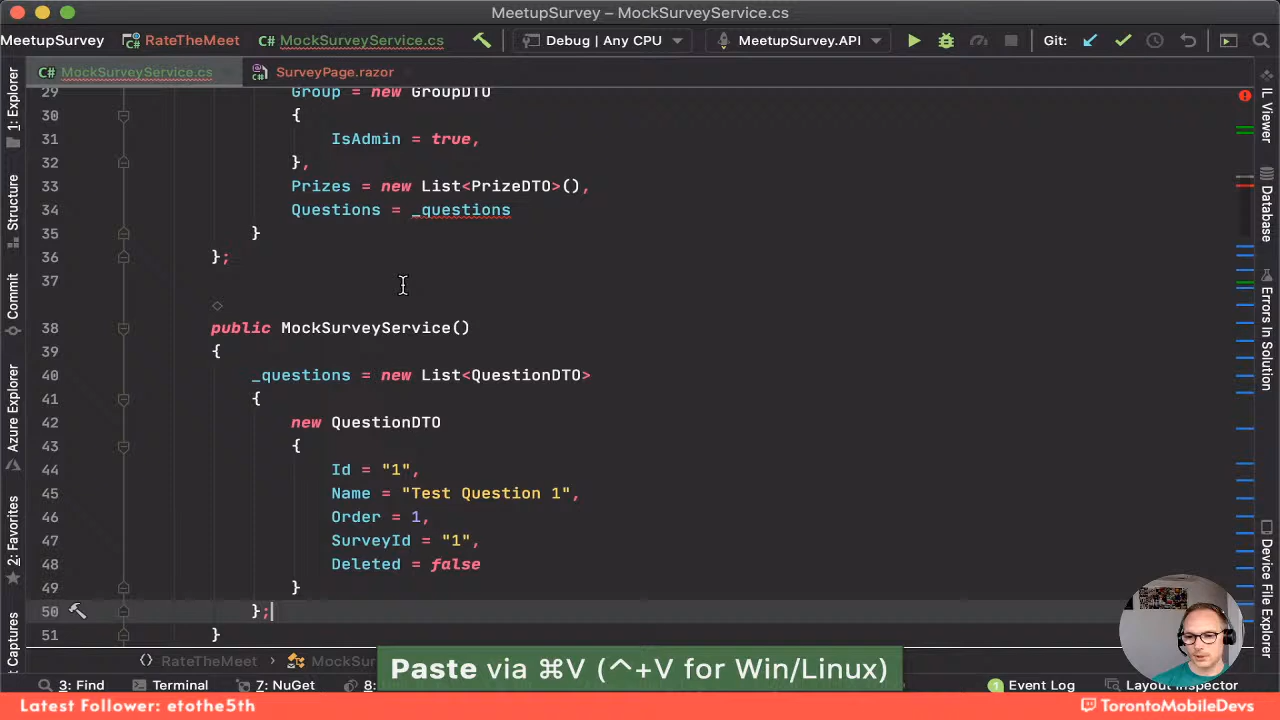 MeetupSurvey – MockSurveyService.cs
MeetupSurvey RateTheMeet C# MockSurveyService.cs Debug | Any CPU MeetupSurvey.API Git:
C# MockSurveyService.cs SurveyPage.razor
1: Explorer
Structure
Commit
Azure Explorer
2: Favorites
Captures
29 Group = new GroupDTO
30 {
31 IsAdmin = true,
32 },
33 Prizes = new List<PrizeDTO>(),
34 Questions = _questions
35 }
36 };
37
38 public MockSurveyService()
39 {
40 _questions = new List<QuestionDTO>
41 {
42 new QuestionDTO
43 {
44 Id = "1",
45 Name = "Test Question 1",
46 Order = 1,
47 SurveyId = "1",
48 Deleted = false
49 }
50 };
51 }
IL Viewer
Database
Errors In Solution
Device File Explorer
RateTheMeet > MockSu
Paste via ⌘V (^+V for Win/Linux)
3: Find Terminal 7: NuGet 8: 1 Event Log Layout Inspector
Latest Follower: etothe5th TorontoMobileDevs